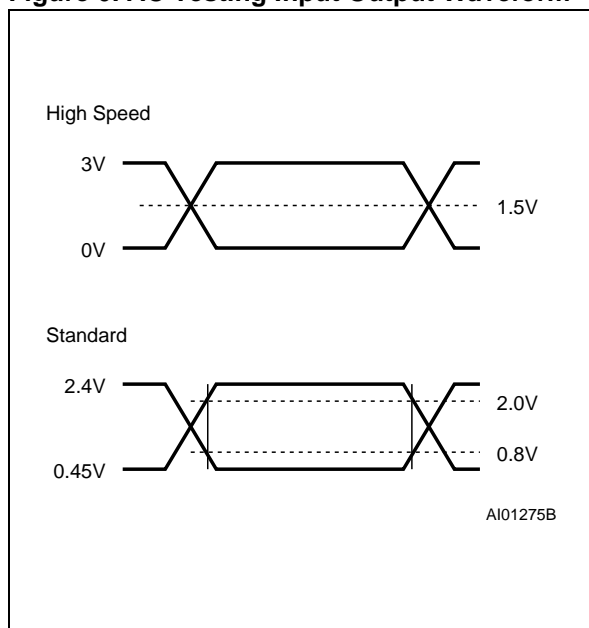 Figure AC Testing Input Output Waveform
High Speed
3V
1.5V
0V
Standard
2.4V
2.0V
0.8V
0.45V
AI01275B